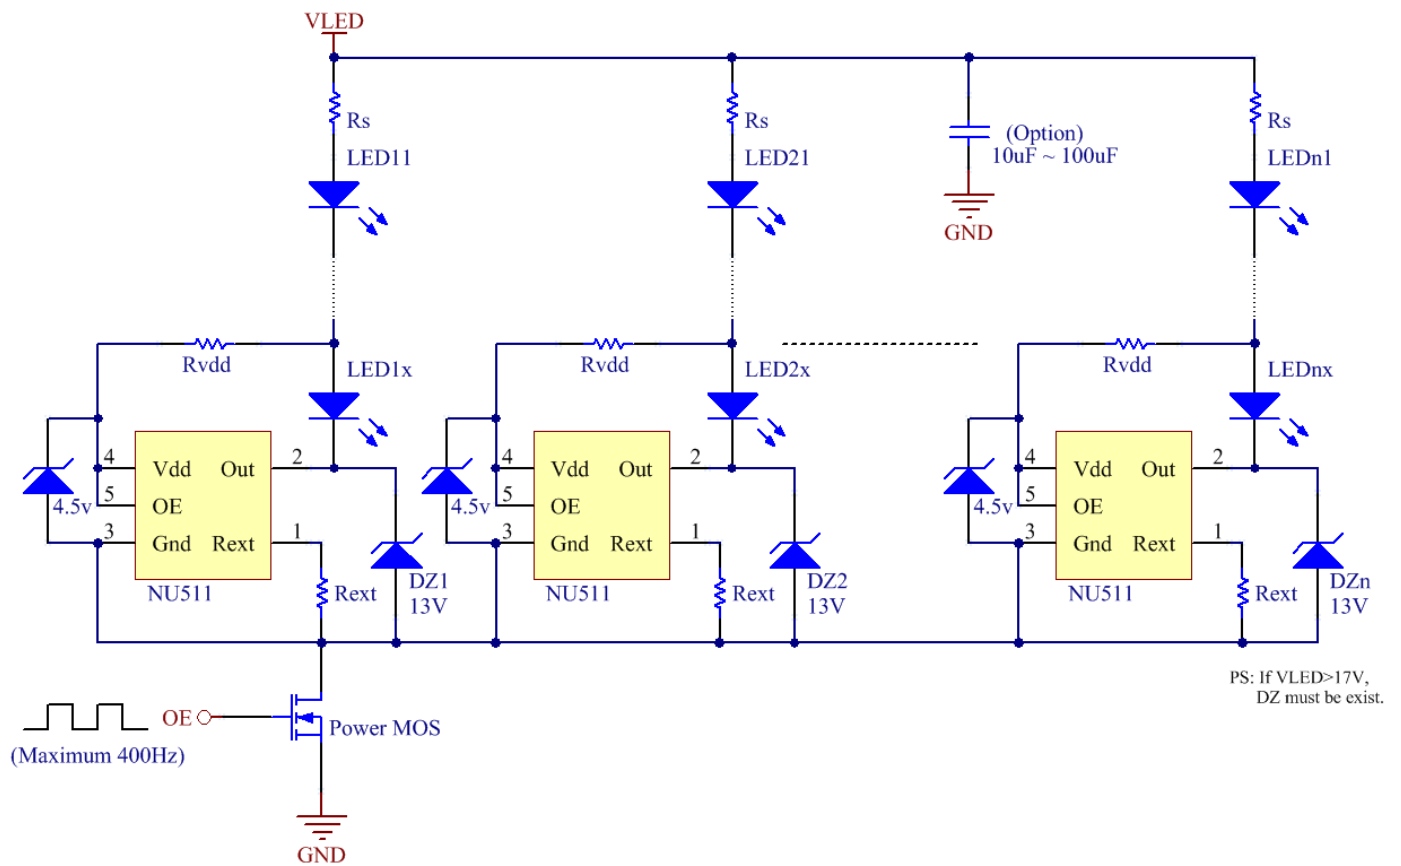 VLED
Rs
LED11
Rs
LED21
(Option)
10uF ~ 100uF
GND
Rs
LEDn1
Rvdd
LED1x
Rvdd
LED2x
Rvdd
LEDnx
4 Vdd Out 2
4.5v 5 OE
3 Gnd Rext 1
NU511
Rext
DZ1
13V
4 Vdd Out 2
4.5v 5 OE
3 Gnd Rext 1
NU511
Rext
DZ2
13V
4 Vdd Out 2
4.5v 5 OE
3 Gnd Rext 1
NU511
Rext
DZn
13V
PS: If VLED>17V,
DZ must be exist.
OE
Power MOS
(Maximum 400Hz)
GND